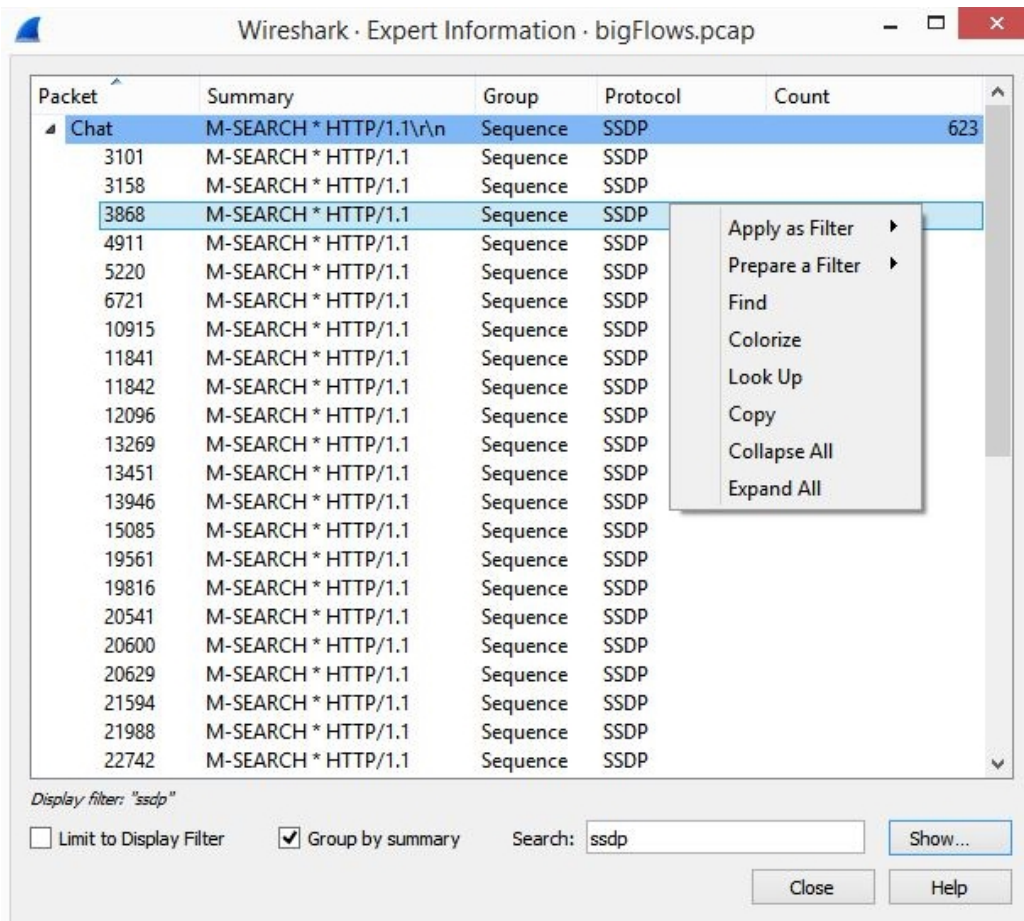 Wireshark · Expert Information · bigFlows.pcap
Packet Summary Group Protocol Count
Chat M-SEARCH * HTTP/1.1\r\n Sequence SSDP 623
3101 M-SEARCH * HTTP/1.1 Sequence SSDP
3158 M-SEARCH * HTTP/1.1 Sequence SSDP
3868 M-SEARCH * HTTP/1.1 Sequence SSDP
4911 M-SEARCH * HTTP/1.1 Sequence SSDP
5220 M-SEARCH * HTTP/1.1 Sequence SSDP
6721 M-SEARCH * HTTP/1.1 Sequence SSDP
10915 M-SEARCH * HTTP/1.1 Sequence SSDP
11841 M-SEARCH * HTTP/1.1 Sequence SSDP
11842 M-SEARCH * HTTP/1.1 Sequence SSDP
12096 M-SEARCH * HTTP/1.1 Sequence SSDP
13269 M-SEARCH * HTTP/1.1 Sequence SSDP
13451 M-SEARCH * HTTP/1.1 Sequence SSDP
13946 M-SEARCH * HTTP/1.1 Sequence SSDP
15085 M-SEARCH * HTTP/1.1 Sequence SSDP
19561 M-SEARCH * HTTP/1.1 Sequence SSDP
19816 M-SEARCH * HTTP/1.1 Sequence SSDP
20541 M-SEARCH * HTTP/1.1 Sequence SSDP
20600 M-SEARCH * HTTP/1.1 Sequence SSDP
20629 M-SEARCH * HTTP/1.1 Sequence SSDP
21594 M-SEARCH * HTTP/1.1 Sequence SSDP
21988 M-SEARCH * HTTP/1.1 Sequence SSDP
22742 M-SEARCH * HTTP/1.1 Sequence SSDP
Apply as Filter
Prepare a Filter
Find
Colorize
Look Up
Copy
Collapse All
Expand All
Display filter: "ssdp"
Limit to Display Filter Group by summary Search: ssdp Show...
Close Help